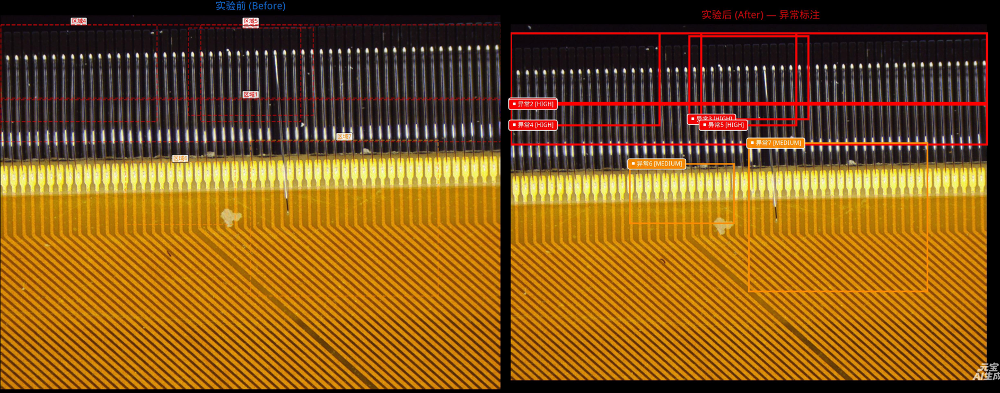 实验前 (Before)
区域4
区域5
区域1
区域7
区域6
实验后 (After) — 异常标注
异常2 [HIGH]
异常4 [HIGH]
异常3 [HIGH]
异常5 [HIGH]
异常7 [MEDIUM]
异常6 [MEDIUM]
元宝
AI生成